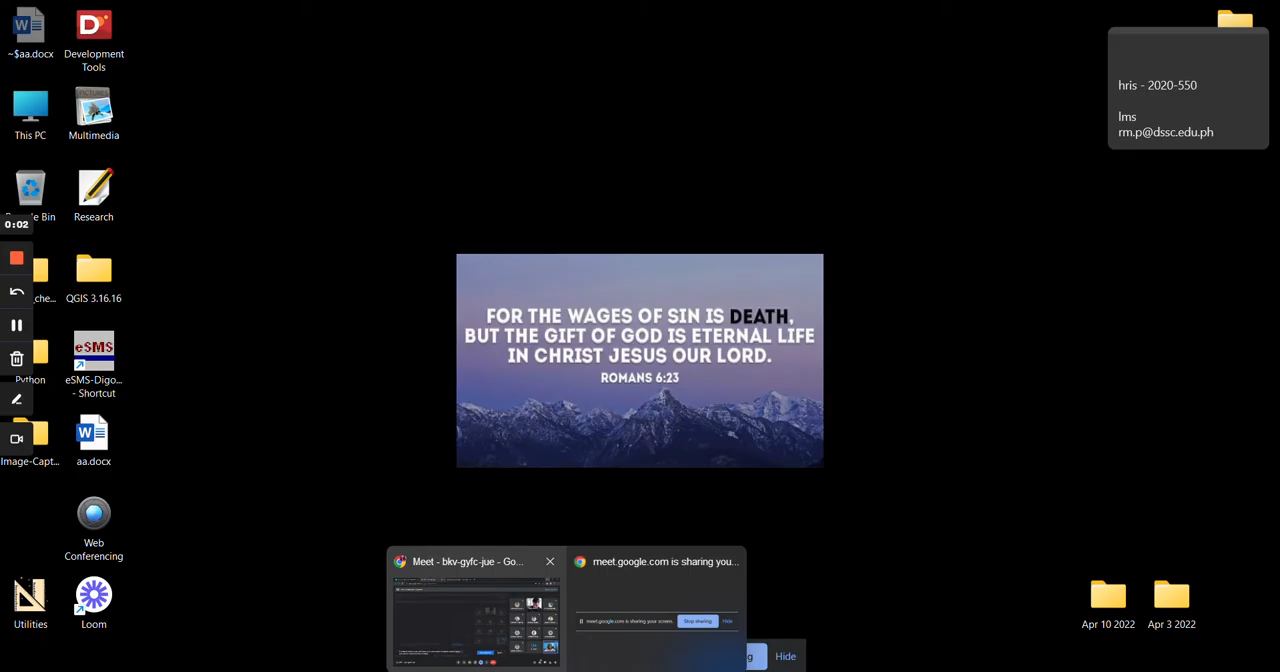 ~$aa.docx
Development
Tools
This PC
Multimedia
PICTURES
Recycle Bin
Research
0:02
_che...
QGIS 3.16.16
eSMS
Python
eSMS-Digo...
- Shortcut
Image-Capt...
aa.docx
Web
Conferencing
Utilities
Loom
hris - 2020-550
lms
rm.p@dssc.edu.ph
FOR THE WAGES OF SIN IS DEATH,
BUT THE GIFT OF GOD IS ETERNAL LIFE
IN CHRIST JESUS OUR LORD.
ROMANS 6:23
Meet - bkv-gyfc-jue - Go...
meet.google.com is sharing you...
meet.google.com is sharing your screen.
Stop sharing
Hide
g
Hide
Apr 10 2022
Apr 3 2022